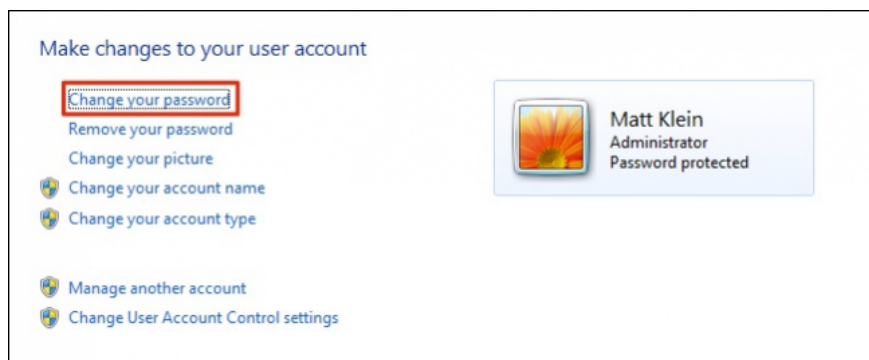 Make changes to your user account
Change your password
Remove your password
Change your picture
Change your account name
Change your account type
Manage another account
Change User Account Control settings
Matt Klein
Administrator
Password protected